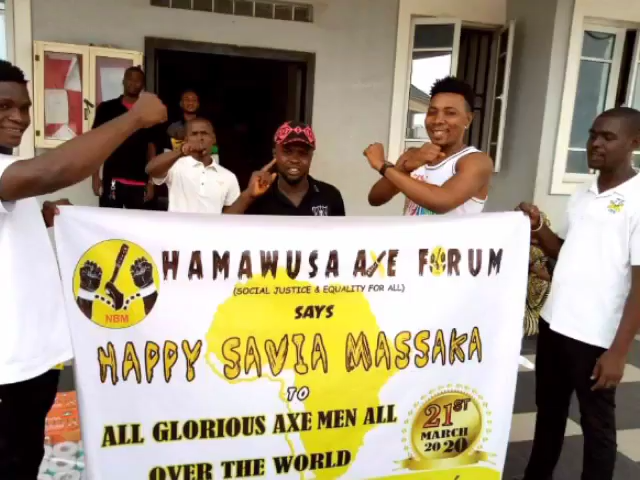 HAMAWUSA AXE FORUM
(SOCIAL JUSTICE & EQUALITY FOR ALL)
NBM
SAYS
HAPPY SAVIA MASSAKA
TO
ALL GLORIOUS AXE MEN ALL
OVER THE WORLD
21ST
MARCH
2020